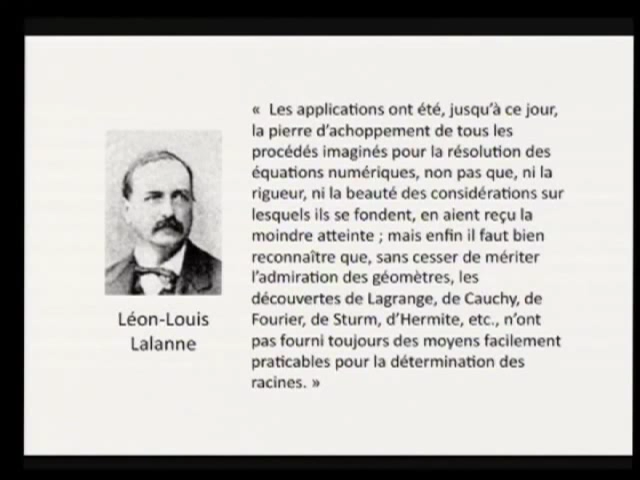 « Les applications ont été, jusqu'à ce jour,
la pierre d'achoppement de tous les
procédés imaginés pour la résolution des
équations numériques, non pas que, ni la
rigueur, ni la beauté des considérations sur
lesquels ils se fondent, en aient reçu la
moindre atteinte ; mais enfin il faut bien
reconnaître que, sans cesser de mériter
l'admiration des géomètres, les
découvertes de Lagrange, de Cauchy, de
Fourier, de Sturm, d'Hermite, etc., n'ont
pas fourni toujours des moyens facilement
praticables pour la détermination des
racines. »
Léon-Louis
Lalanne